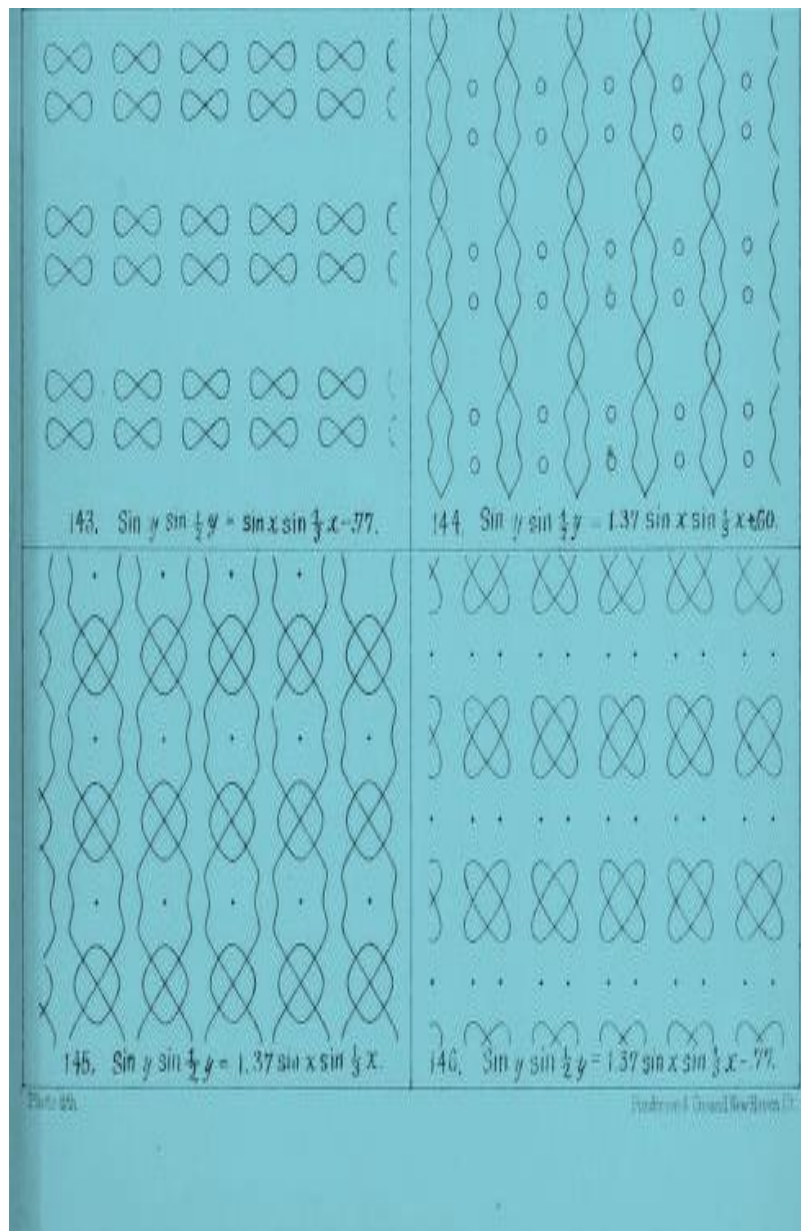 143. Sin y sin ½ y = sin x sin ⅓ x -.77.
144. Sin y sin ½ y = 1.37 sin x sin ⅓ x +.60.
145. Sin y sin ½ y = 1.37 sin x sin ⅓ x.
146. Sin y sin ½ y = 1.37 sin x sin ⅓ x -.77.
New Haven